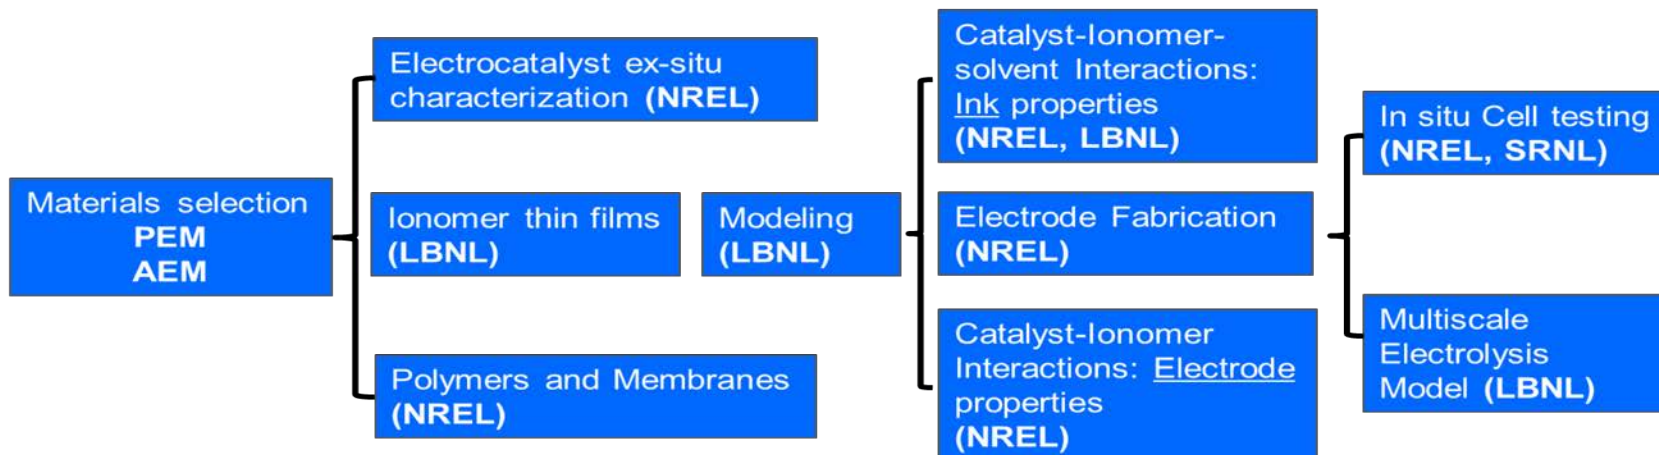 Materials selection
PEM
AEM
Electrocatalyst ex-situ
characterization (NREL)
Ionomer thin films
(LBNL)
Polymers and Membranes
(NREL)
Modeling
(LBNL)
Catalyst-Ionomer-
solvent Interactions:
Ink properties
(NREL, LBNL)
Electrode Fabrication
(NREL)
Catalyst-Ionomer
Interactions: Electrode
properties
(NREL)
In situ Cell testing
(NREL, SRNL)
Multiscale
Electrolysis
Model (LBNL)